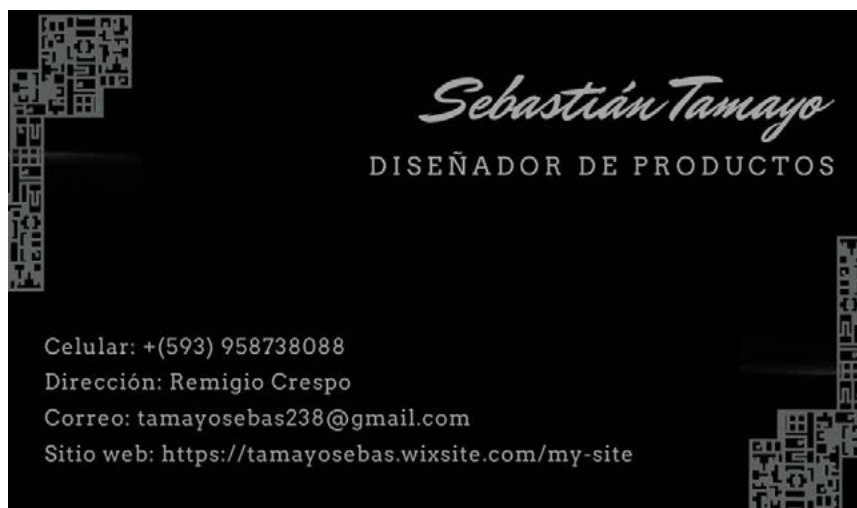 Sebastián Tamayo
DISEÑADOR DE PRODUCTOS
Celular: +(593) 958738088
Dirección: Remigio Crespo
Correo: tamayosebas238@gmail.com
Sitio web: https://tamayosebas.wixsite.com/my-site